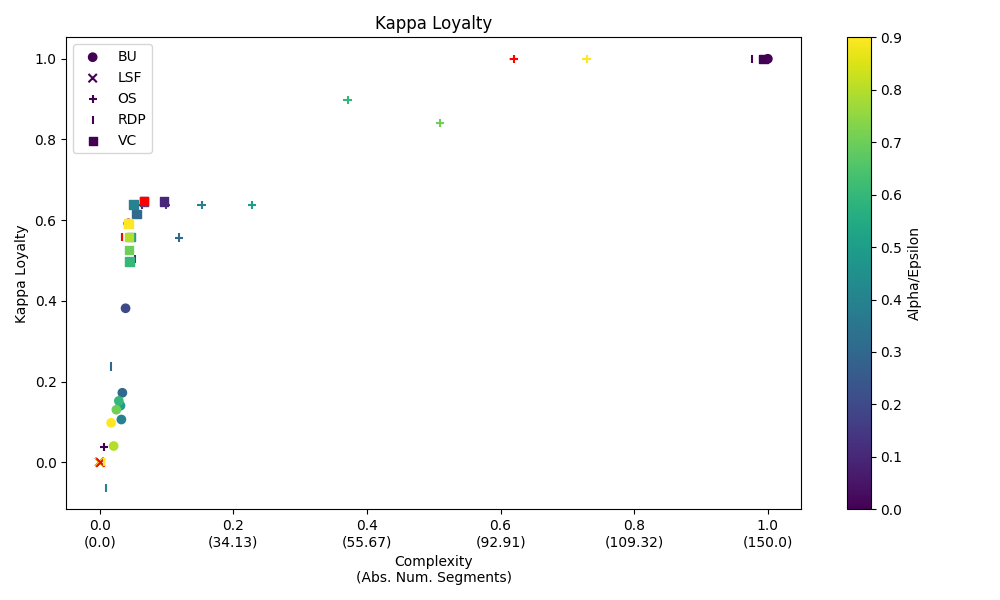 Kappa Loyalty
BU
LSF
OS
RDP
VC
Kappa Loyalty
1.0
0.8
0.6
0.4
0.2
0.0
0.0
(0.0)
0.2
(34.13)
0.4
(55.67)
0.6
(92.91)
0.8
(109.32)
1.0
(150.0)
Complexity
(Abs. Num. Segments)
0.9
0.8
0.7
0.6
0.5
0.4
0.3
0.2
0.1
0.0
Alpha/Epsilon